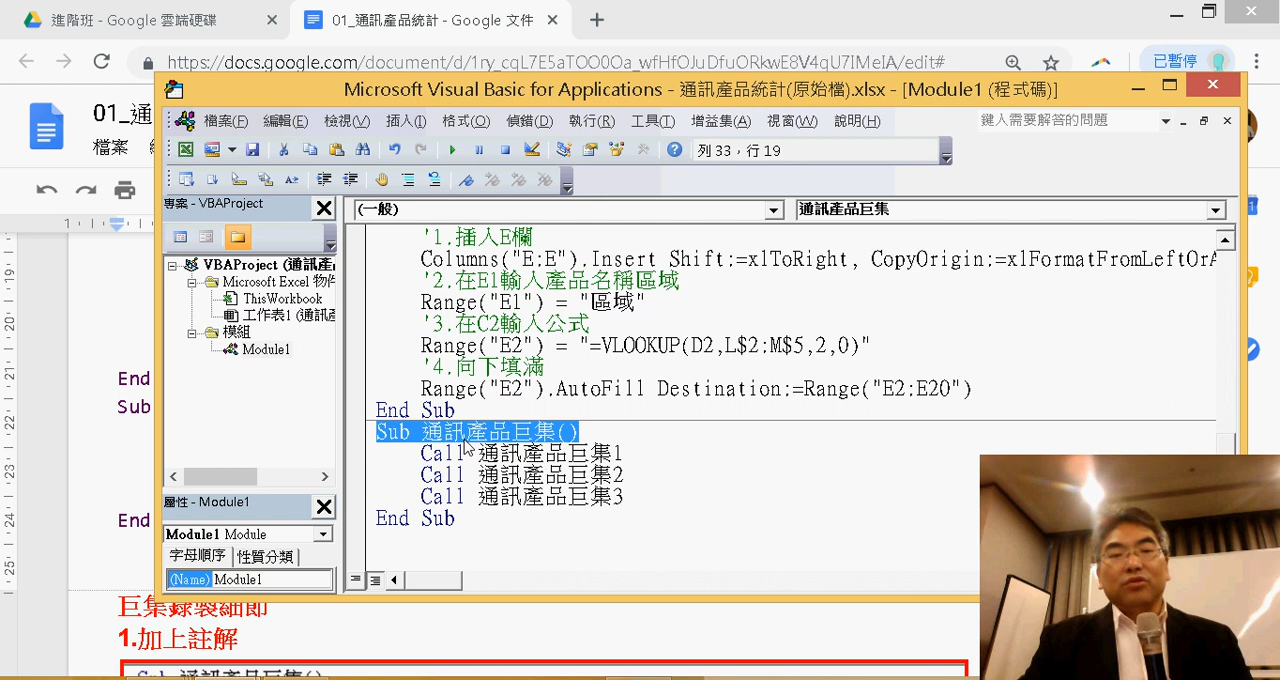 進階班 - Google 雲端硬碟
01_通訊產品統計 - Google 文件
已暫停
01_通
檔案
Microsoft Visual Basic for Applications - 通訊產品統計(原始檔).xlsx - [Module1 (程式碼)]
檔案(F) 編輯(E) 檢視(V) 插入(I) 格式(O) 偵錯(D) 執行(R) 工具(T) 增益集(A) 視窗(W) 說明(H)
鍵入需要解答的問題
列 33，行 19
專案 - VBAProject
VBAProject (通訊產
Microsoft Excel 物件
ThisWorkbook
工作表1 (通訊
模組
Module1
屬性 - Module1
Module1 Module
字母順序 性質分類
(Name) Module1
(一般)
通訊產品巨集
'1.插入E欄
Columns("E:E").Insert Shift:=xlToRight, CopyOrigin:=xlFormatFromLeftOrA
'2.在E1輸入產品名稱區域
Range("E1") = "區域"
'3.在C2輸入公式
Range("E2") = "=VLOOKUP(D2,L$2:M$5,2,0)"
'4.向下填滿
Range("E2").AutoFill Destination:=Range("E2:E20")
End Sub
Sub 通訊產品巨集()
Call 通訊產品巨集1
Call 通訊產品巨集2
Call 通訊產品巨集3
End Sub
End
Sub
End
巨集錄製細節
1.加上註解
Sub 通訊產品巨集()